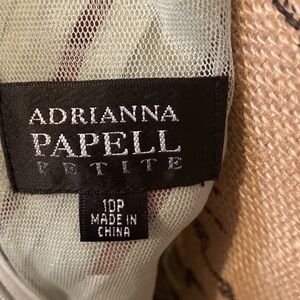 ADRIANNA
PAPELL
PETITE
10P
MADE IN
CHINA